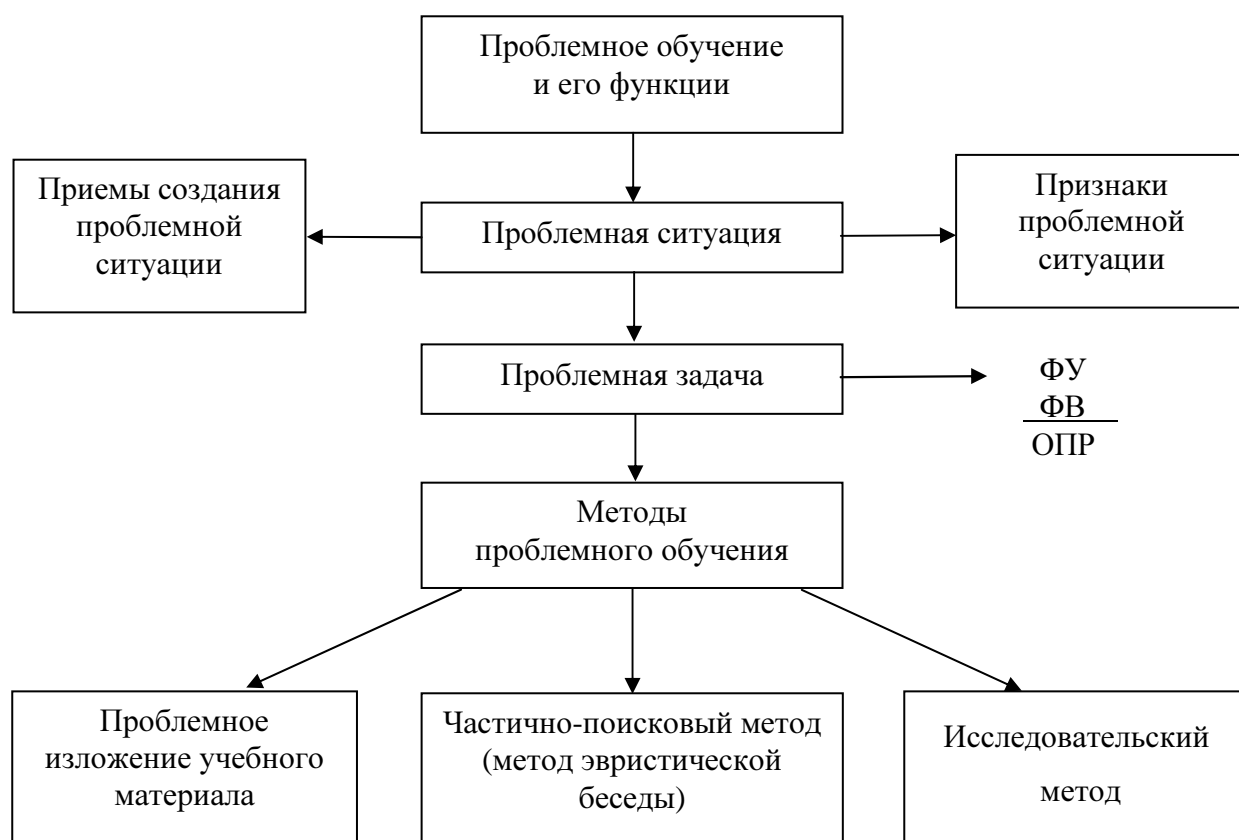 Проблемное обучение
и его функции
Приемы создания
проблемной
ситуации
Проблемная ситуация
Признаки
проблемной
ситуации
Проблемная задача
ФУ
ФВ
ОПР
Методы
проблемного обучения
Проблемное
изложение учебного
материала
Частично-поисковый метод
(метод эвристической
беседы)
Исследовательский
метод